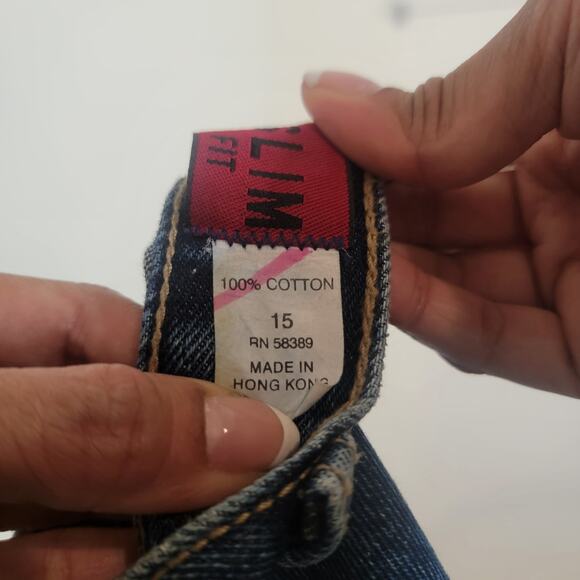 SLIM
FIT
100% COTTON
15
RN 58389
MADE IN
HONG KONG